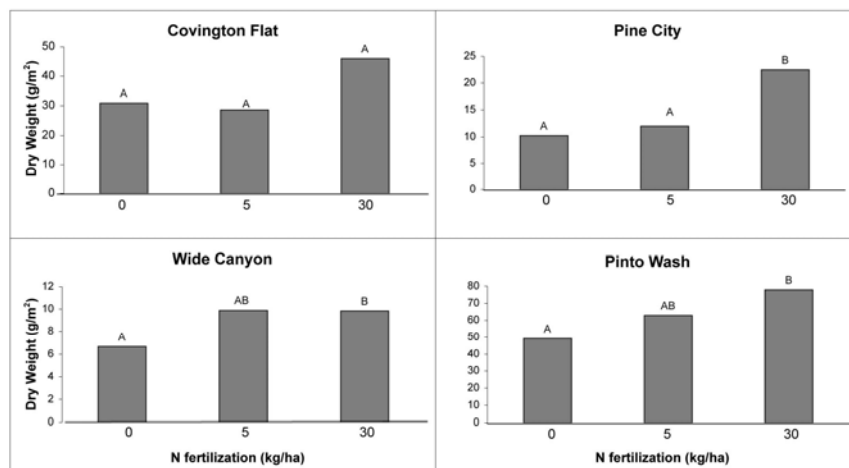 Covington Flat
Dry Weight (g/m²)
50
40
30
20
10
0
A
A
A
0 5 30
Pine City
25
20
15
10
5
0
A
A
B
0 5 30
Wide Canyon
Dry Weight (g/m²)
12
10
8
6
4
2
0
A
AB
B
0 5 30
N fertilization (kg/ha)
Pinto Wash
80
70
60
50
40
30
20
10
0
A
AB
B
0 5 30
N fertilization (kg/ha)